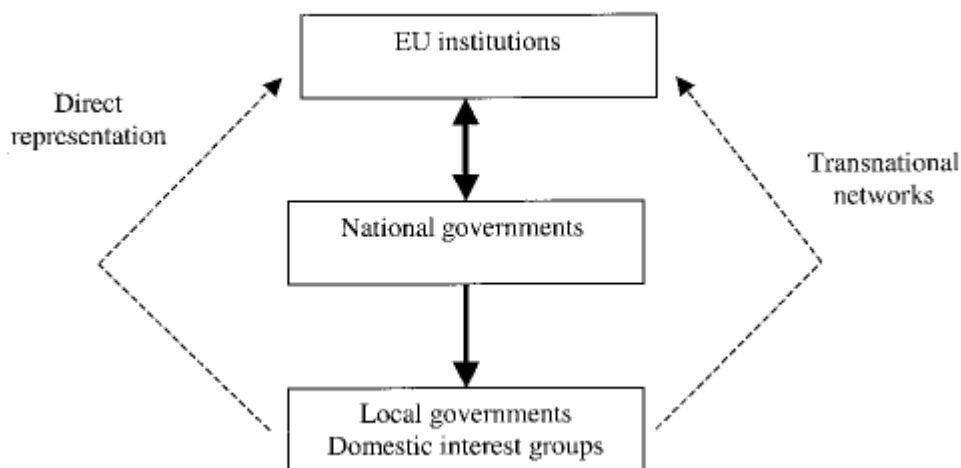 EU institutions
Direct
representation
Transnational
networks
National governments
Local governments
Domestic interest groups